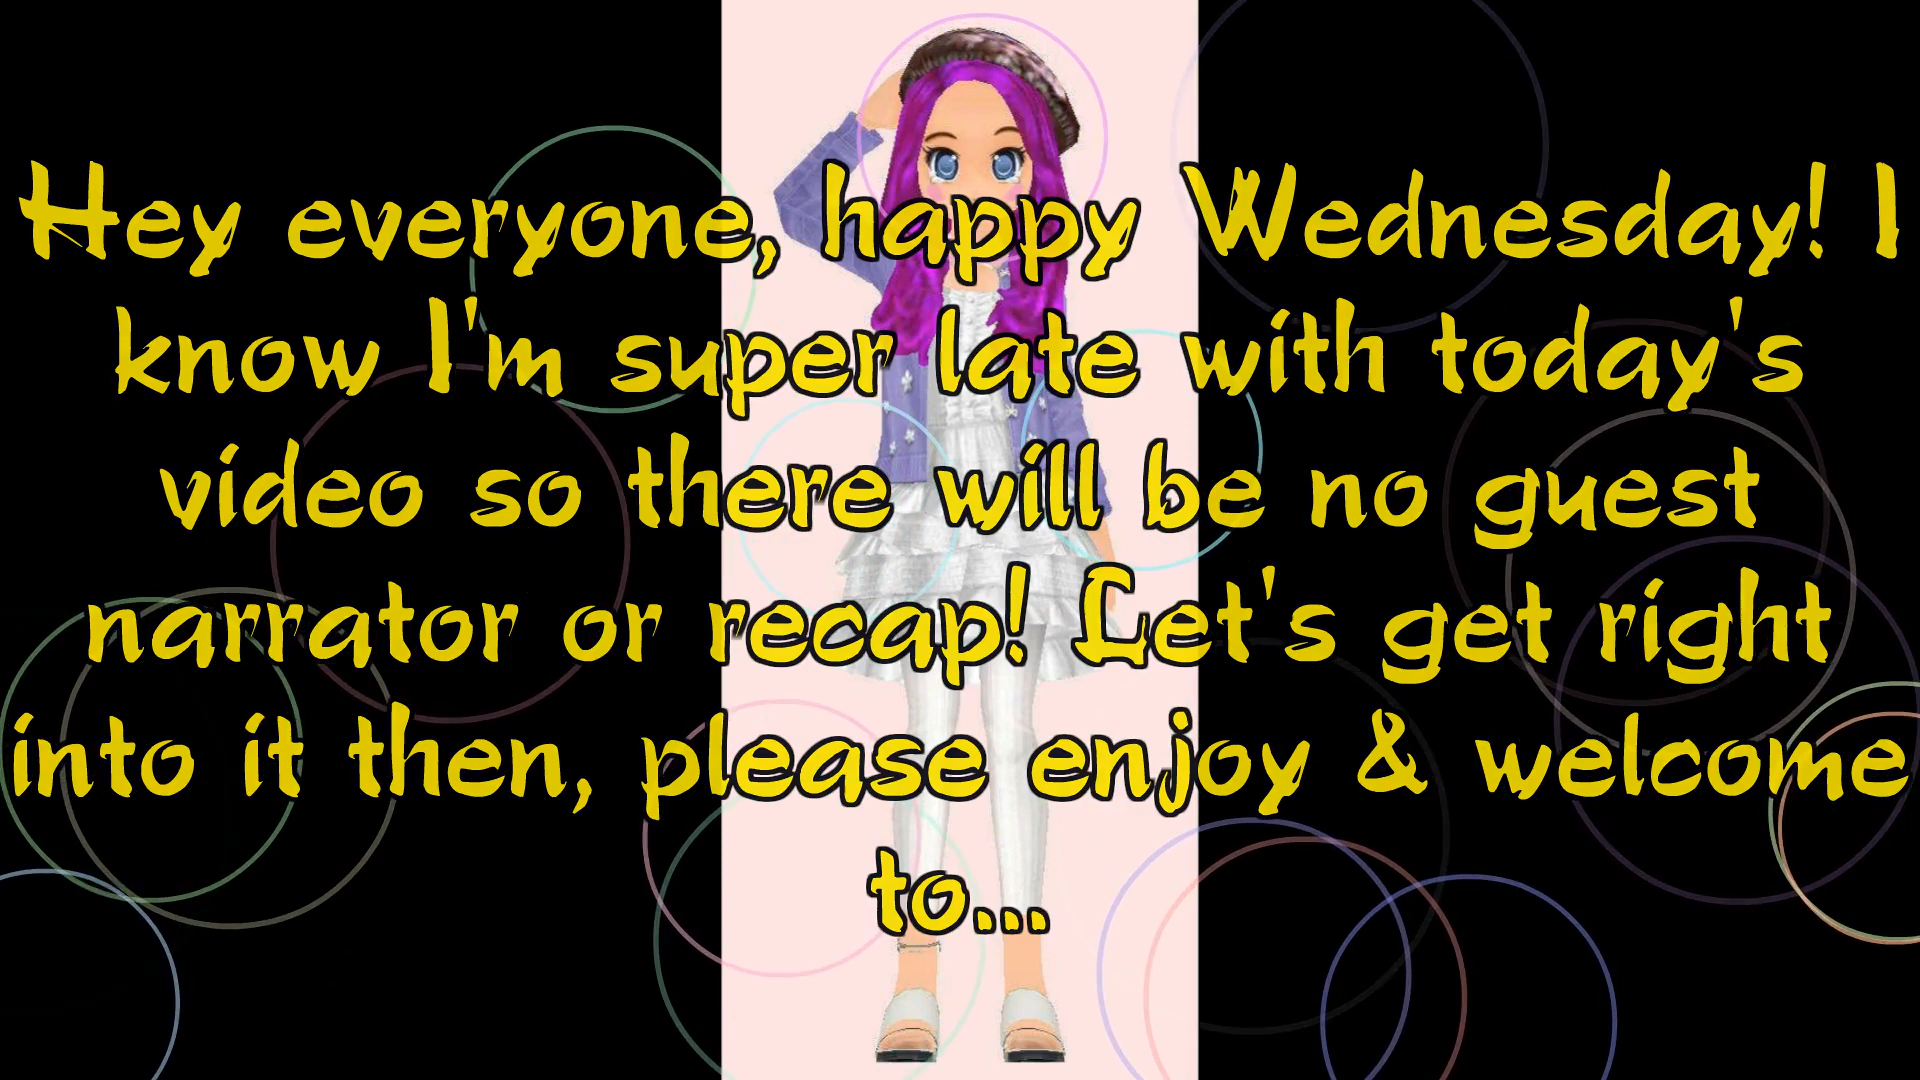 Hey everyone, happy Wednesday! I
know I'm super late with today's
video so there will be no guest
narrator or recap! Let's get right
into it then, please enjoy & welcome
to...